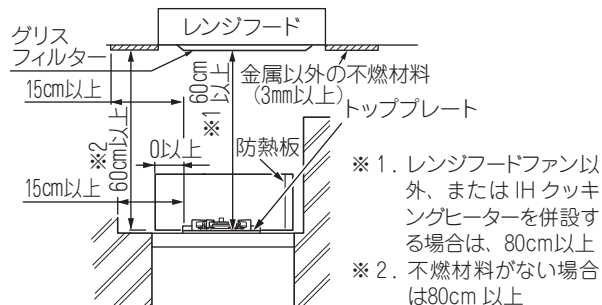 レンジフード
グリス
フィルター
15cm以上
※1 60cm以上
金属以外の不燃材料
（3mm以上）
トッププレート
※2 60cm以上
0以上
防熱板
15cm以上
※1. レンジフードファン以
外、またはIHクッキ
ングヒーターを併設す
る場合は、80cm以上
※2. 不燃材料がない場合
は80cm 以上